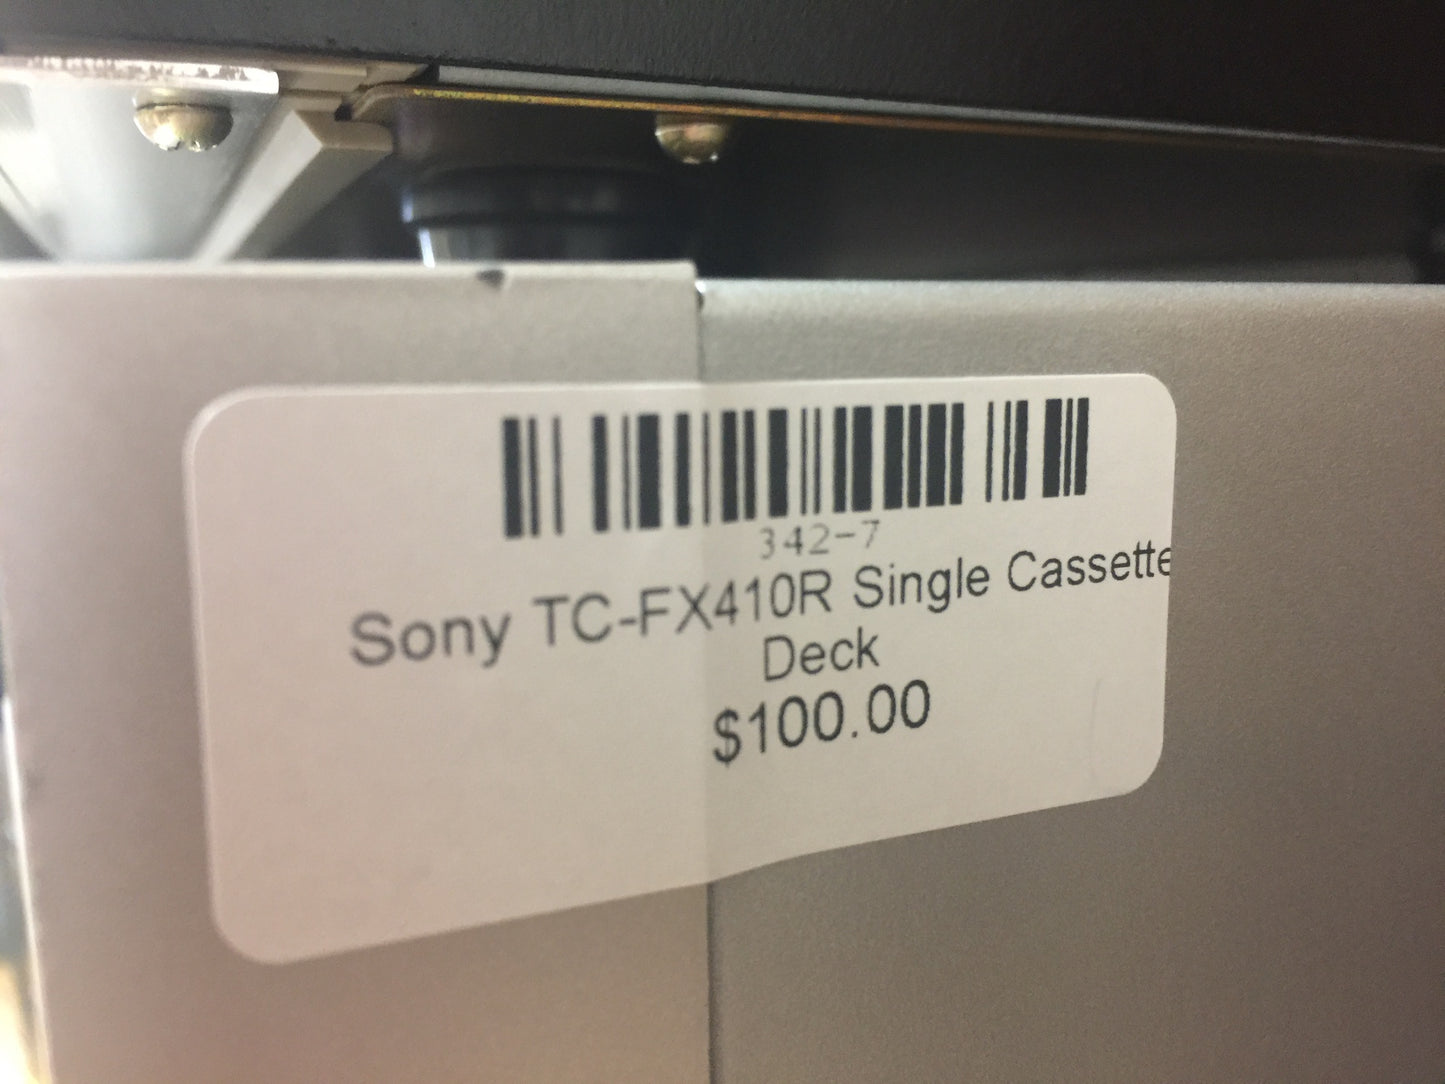 342-7
Sony TC-FX410R Single Cassette
Deck
$100.00